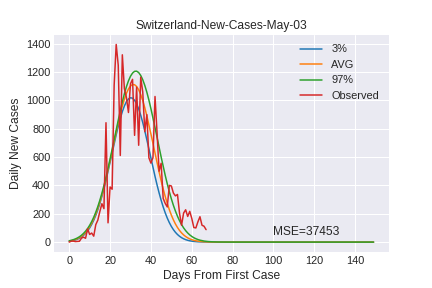 Switzerland-New-Cases-May-03
1400
1200
1000
800
600
400
200
0
Daily New Cases
3%
AVG
97%
Observed
MSE=37453
0 20 40 60 80 100 120 140
Days From First Case